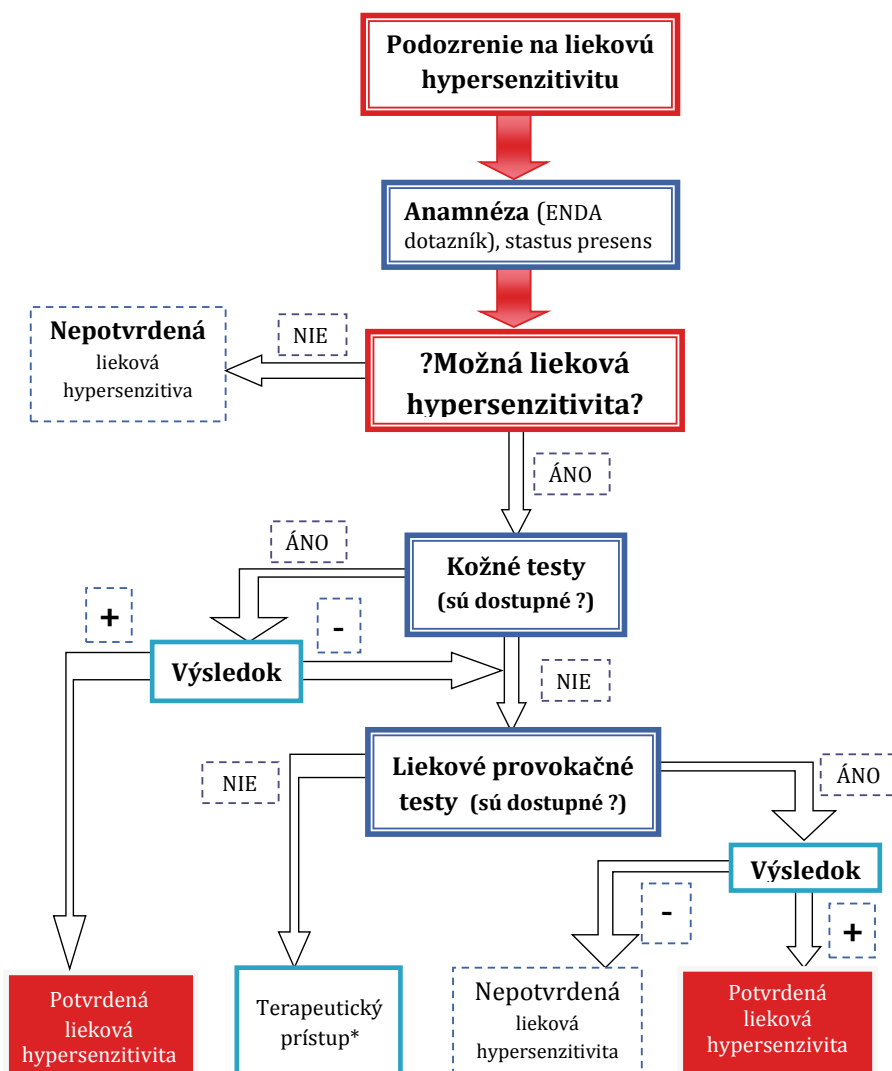 Podozrenie na liekovú
hypersenzitivitu
Anamnéza (ENDA
dotazník), stastus presens
NIE
Nepotvrdená
lieková
hypersenzitiva
?Možná lieková
hypersenzitivita?
ÁNO
ÁNO
Kožné testy
(sú dostupné ?)
+
-
Výsledok
NIE
Liekové provokačné
testy (sú dostupné ?)
NIE
ÁNO
Výsledok
-
+
Potvrdená
lieková
hypersenzitivita
Terapeutický
prístup*
Nepotvrdená
lieková
hypersenzitivita
Potvrdená
lieková
hypersenzivita